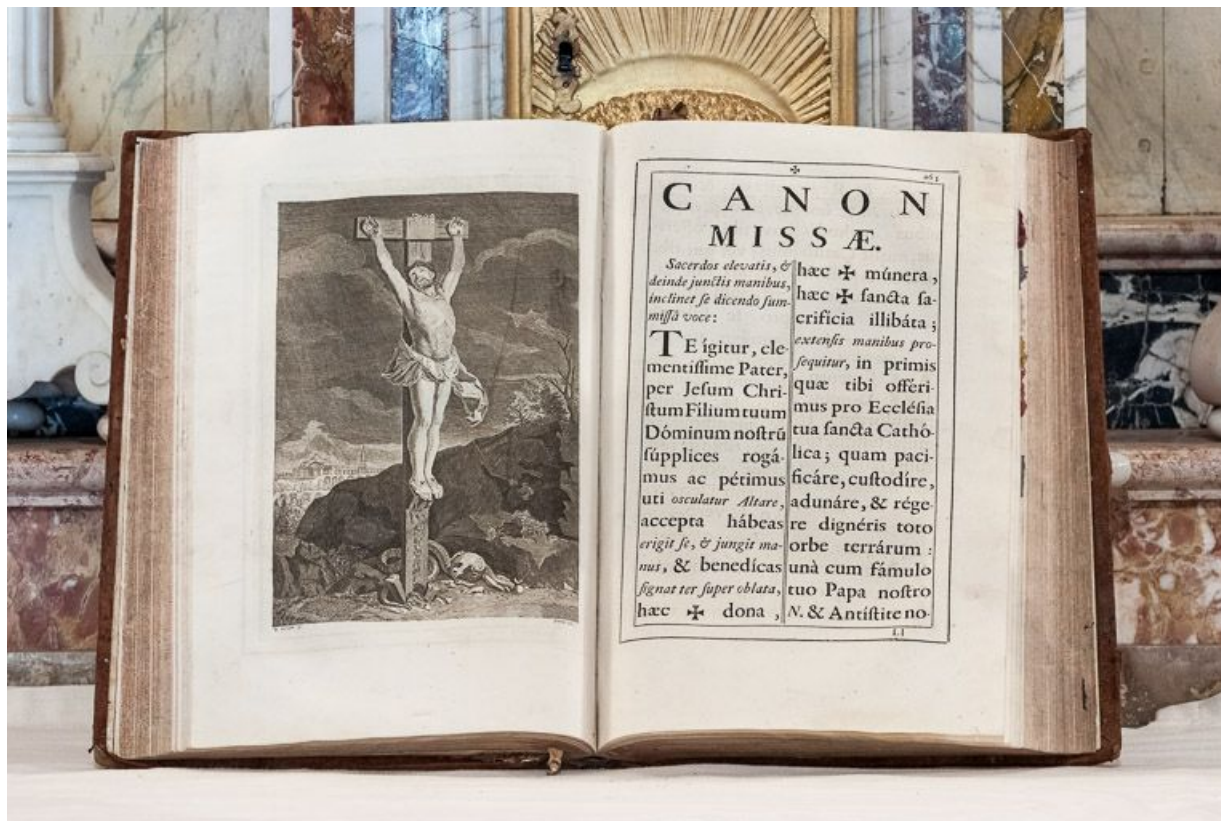 CANON
MISSÆ.
Sacerdos elevatis, &
deinde junctis manibus,
inclinet ſe dicendo ſum-
miſſâ voce:
TE ígitur, cle-
mentiſſime Pater,
per Jeſum Chri-
ſtum Filium tuum
Dóminum noſtrū
ſúpplices rogá-
mus ac pétimus
uti oſculatur Altare,
accepta hábeas
erigit ſe, & jungit ma-
nus, & benedícas
ſignat ter ſuper oblata,
hæc ✠ dona,
hæc ✠ múnera,
hæc ✠ ſancta ſa-
crifícia illibáta;
extenſis manibus pro-
ſequitur, in primis
quæ tibi offéri-
mus pro Eccléſia
tua ſancta Cathó-
lica; quam paci-
ficáre, cuſtodíre,
adunáre, & rége-
re dignéris toto
orbe terrárum:
unà cum fámulo
tuo Papa noſtro
N. & Antíſtite no-